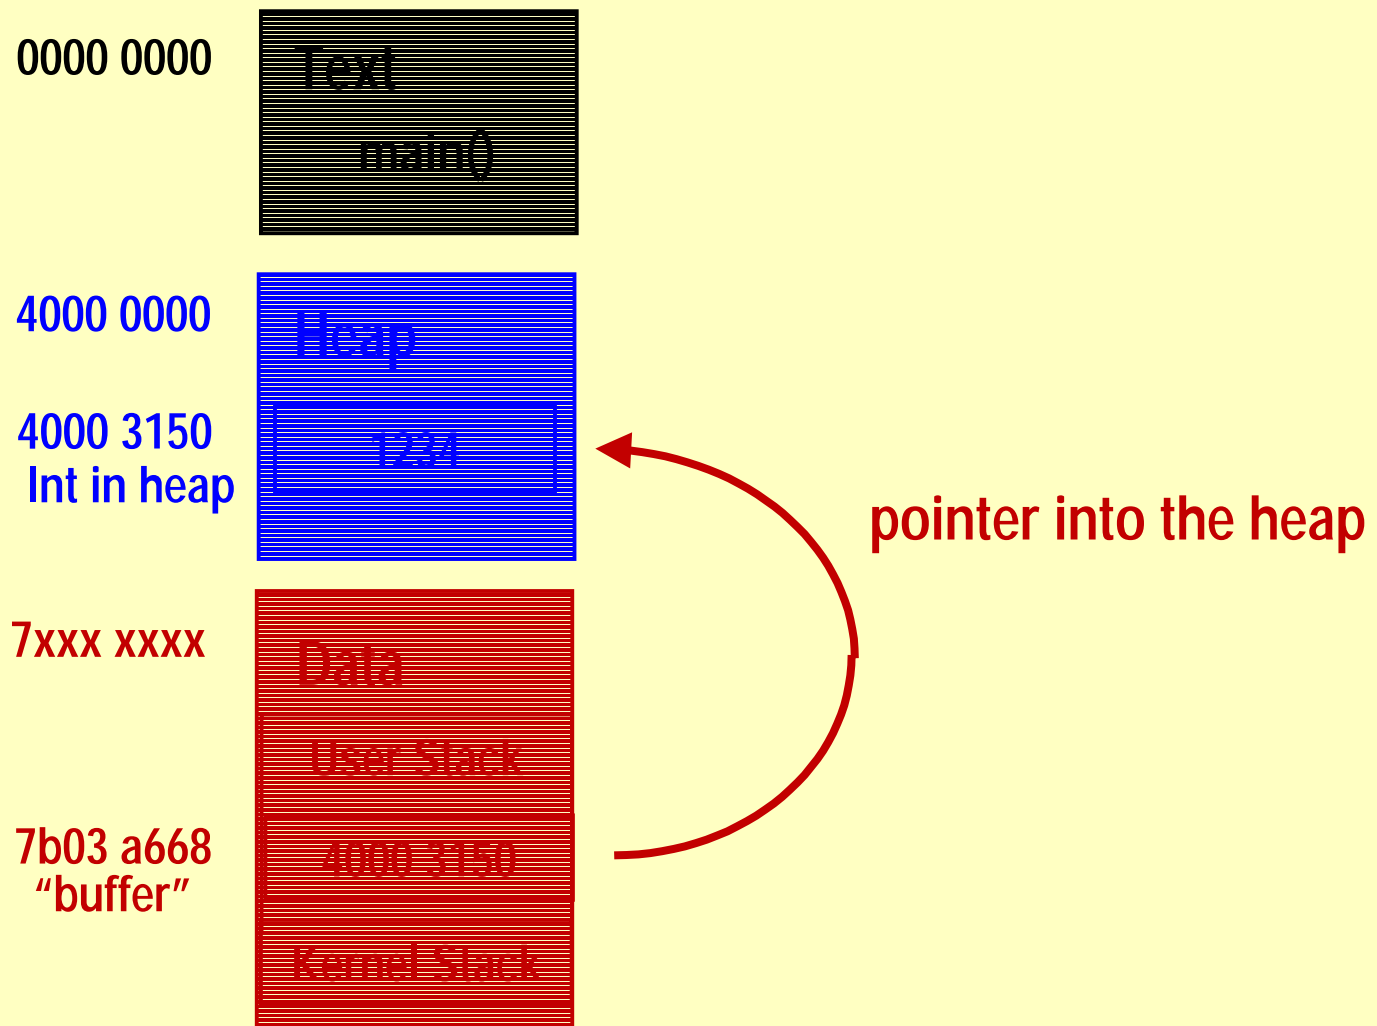 0000 0000
Text
main()
4000 0000
Heap
4000 3150
Int in heap
1234
pointer into the heap
7xxx xxxx
Data
User Stack
7b03 a668
“buffer”
4000 3150
Kernel Stack